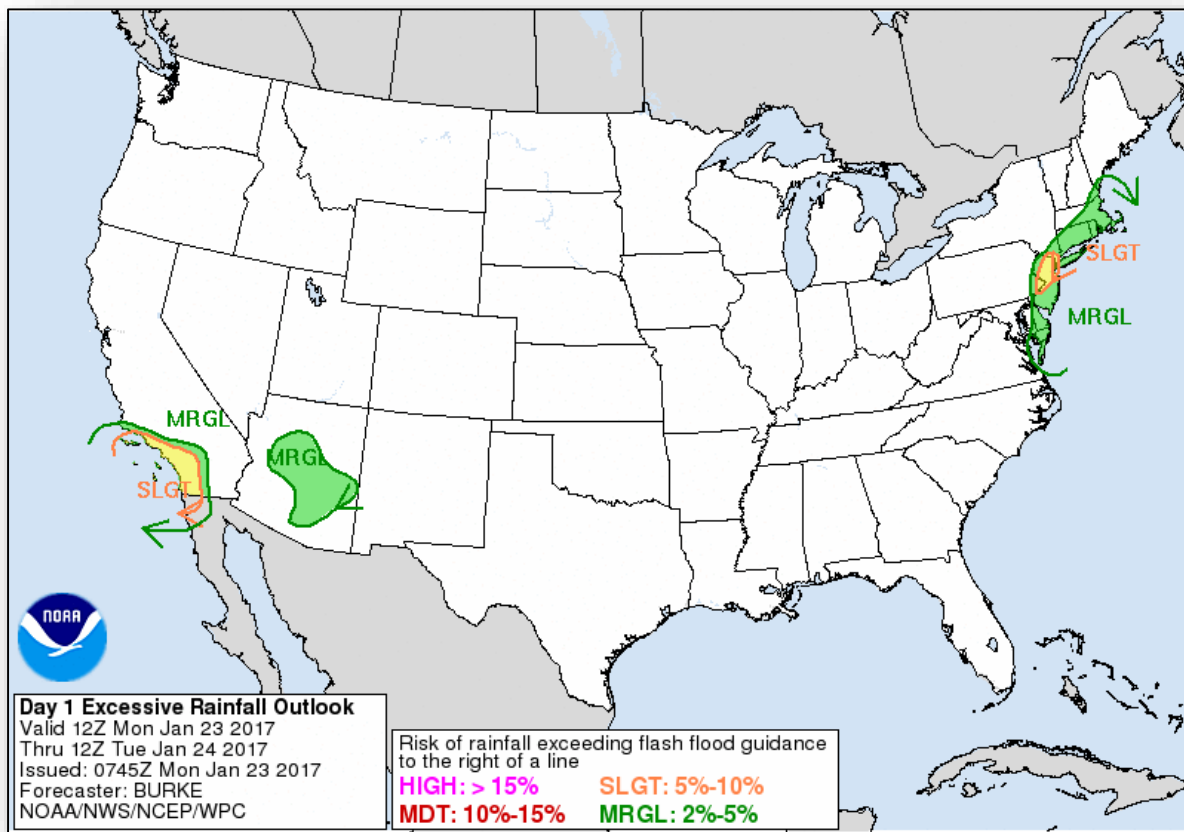 SLGT
MRGL
MRGL
MRGL
SLGT
NOAA
Day 1 Excessive Rainfall Outlook
Valid 12Z Mon Jan 23 2017
Thru 12Z Tue Jan 24 2017
Issued: 0745Z Mon Jan 23 2017
Forecaster: BURKE
NOAA/NWS/NCEP/WPC
Risk of rainfall exceeding flash flood guidance
to the right of a line
HIGH: > 15% SLGT: 5%-10%
MDT: 10%-15% MRGL: 2%-5%